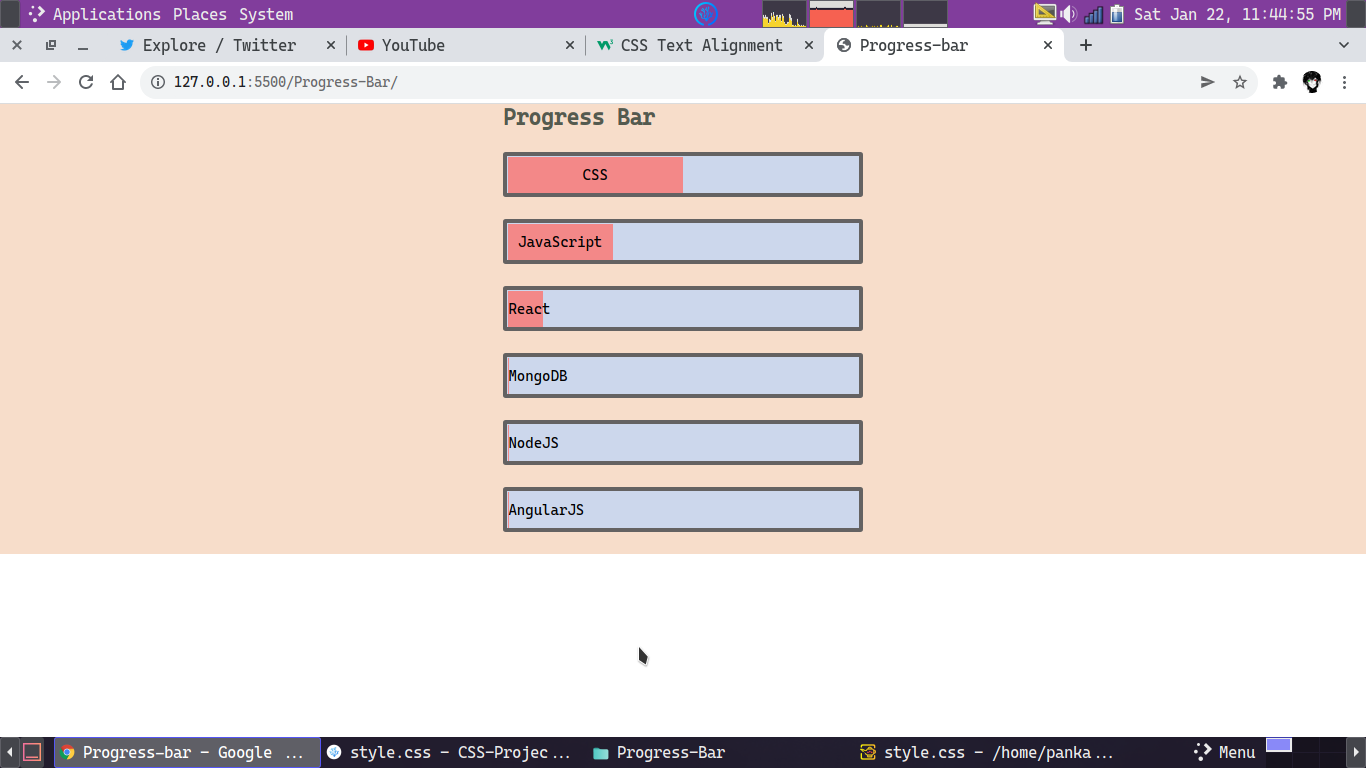 Applications Places System
Sat Jan 22, 11:44:55 PM
Explore / Twitter
YouTube
CSS Text Alignment
Progress-bar
127.0.0.1:5500/Progress-Bar/
Progress Bar
CSS
JavaScript
React
MongoDB
NodeJS
AngularJS
Progress-bar – Google ...
style.css – CSS-Projec...
Progress-Bar
style.css – /home/panka...
Menu